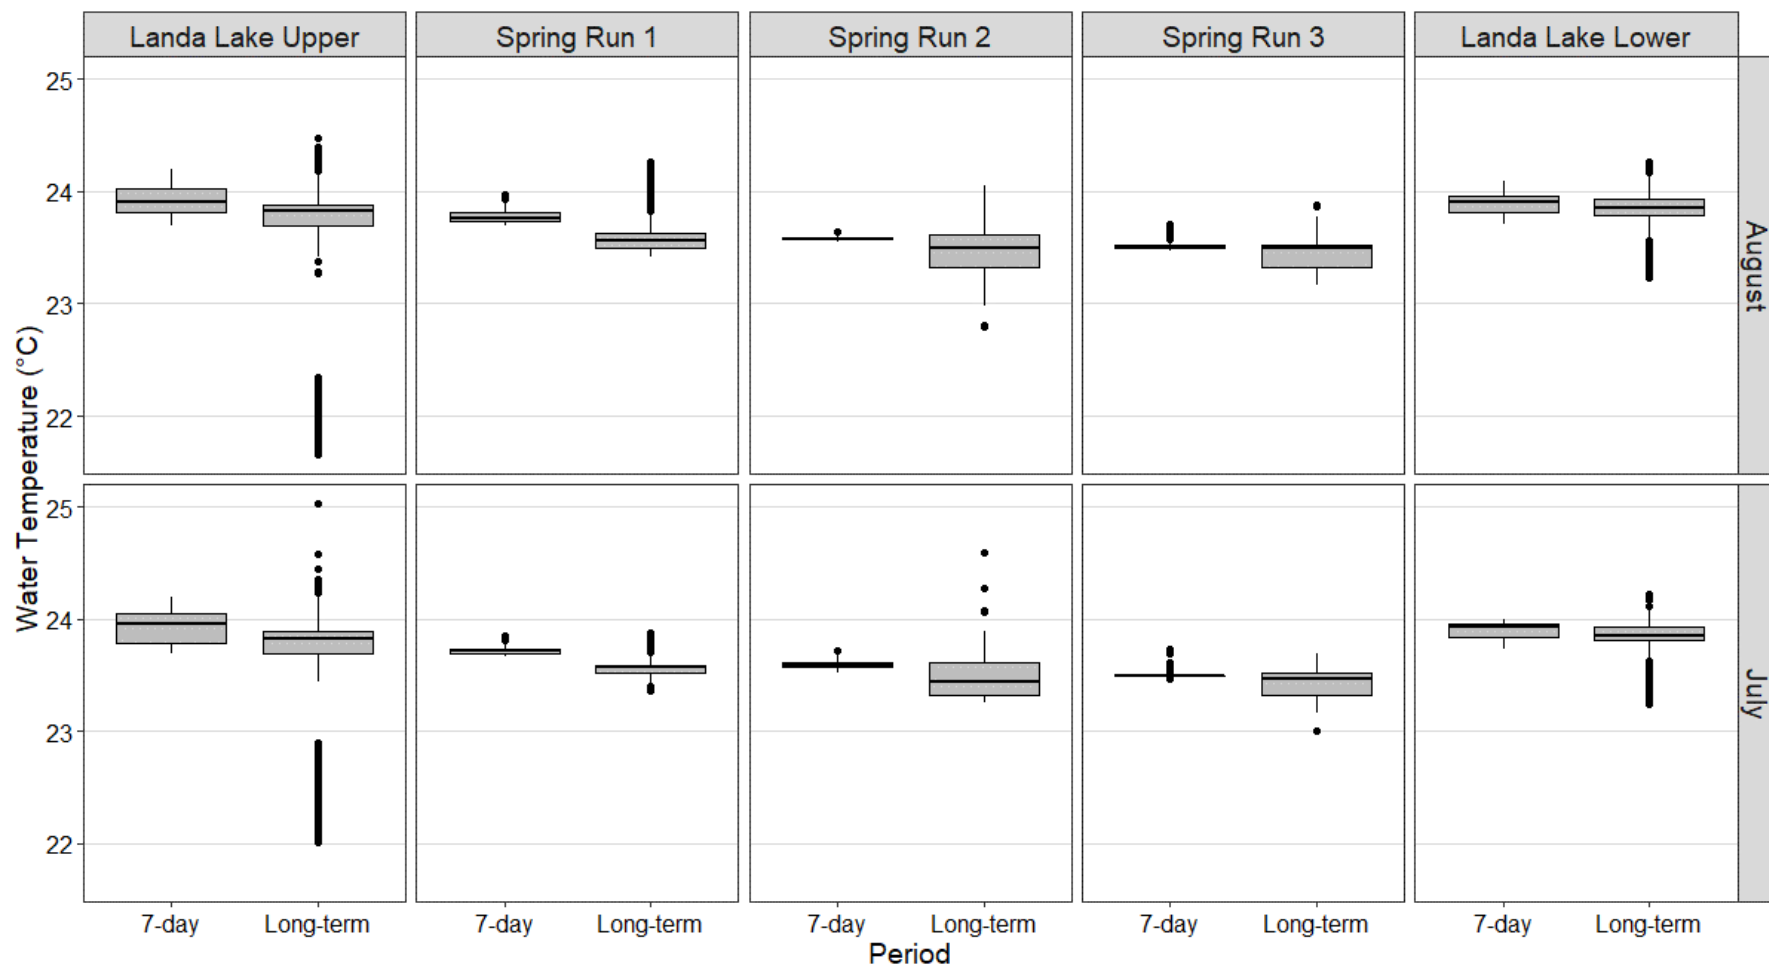 Landa Lake Upper
Spring Run 1
Spring Run 2
Spring Run 3
Landa Lake Lower
25
24
23
22
August
25
24
23
22
July
Water Temperature (°C)
7-day
Long-term
7-day
Long-term
7-day
Long-term
7-day
Long-term
7-day
Long-term
Period